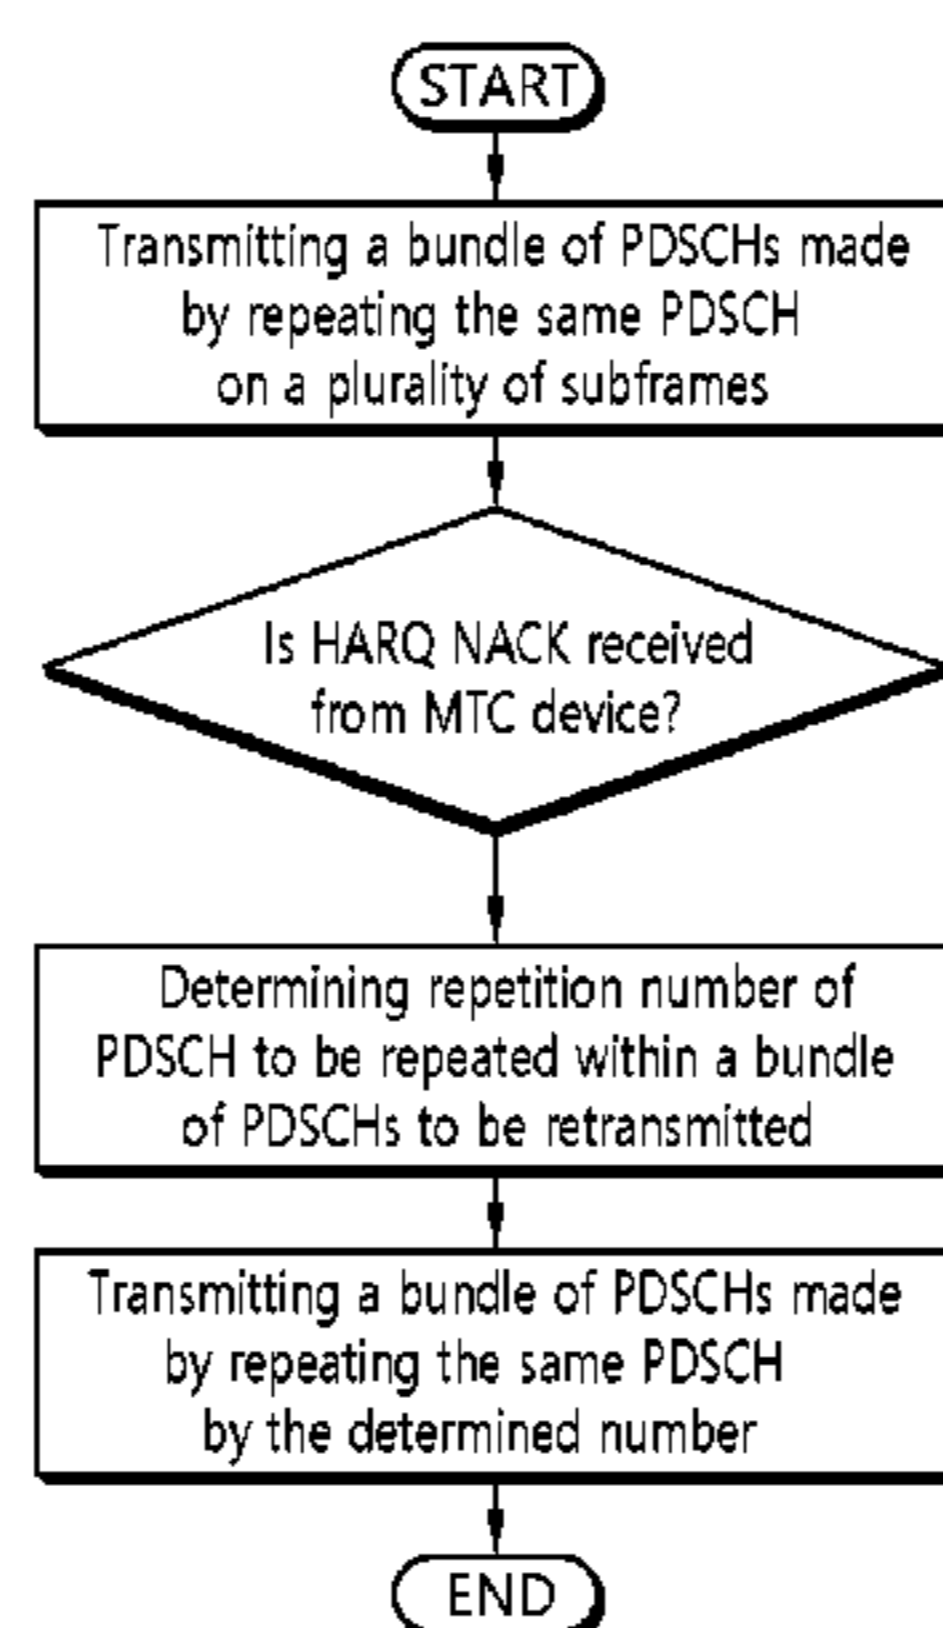 START
Transmitting a bundle of PDSCHs made
by repeating the same PDSCH
on a plurality of subframes
Is HARQ NACK received
from MTC device?
Determining repetition number of
PDSCH to be repeated within a bundle
of PDSCHs to be retransmitted
Transmitting a bundle of PDSCHs made
by repeating the same PDSCH
by the determined number
END